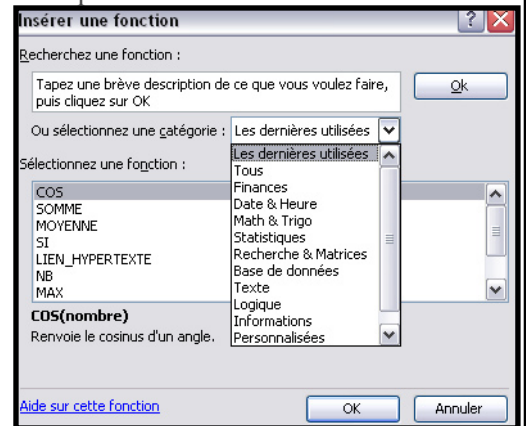 Insérer une fonction
Recherchez une fonction :
Tapez une brève description de ce que vous voulez faire,
puis cliquez sur OK
Ok
Ou sélectionnez une catégorie :
Les dernières utilisées
Les dernières utilisées
Tous
Finances
Date & Heure
Math & Trigo
Statistiques
Recherche & Matrices
Base de données
Texte
Logique
Informations
Personnalisées
Sélectionnez une fonction :
COS
SOMME
MOYENNE
SI
LIEN_HYPERTEXTE
NB
MAX
COS(nombre)
Renvoie le cosinus d'un angle.
Aide sur cette fonction
OK
Annuler